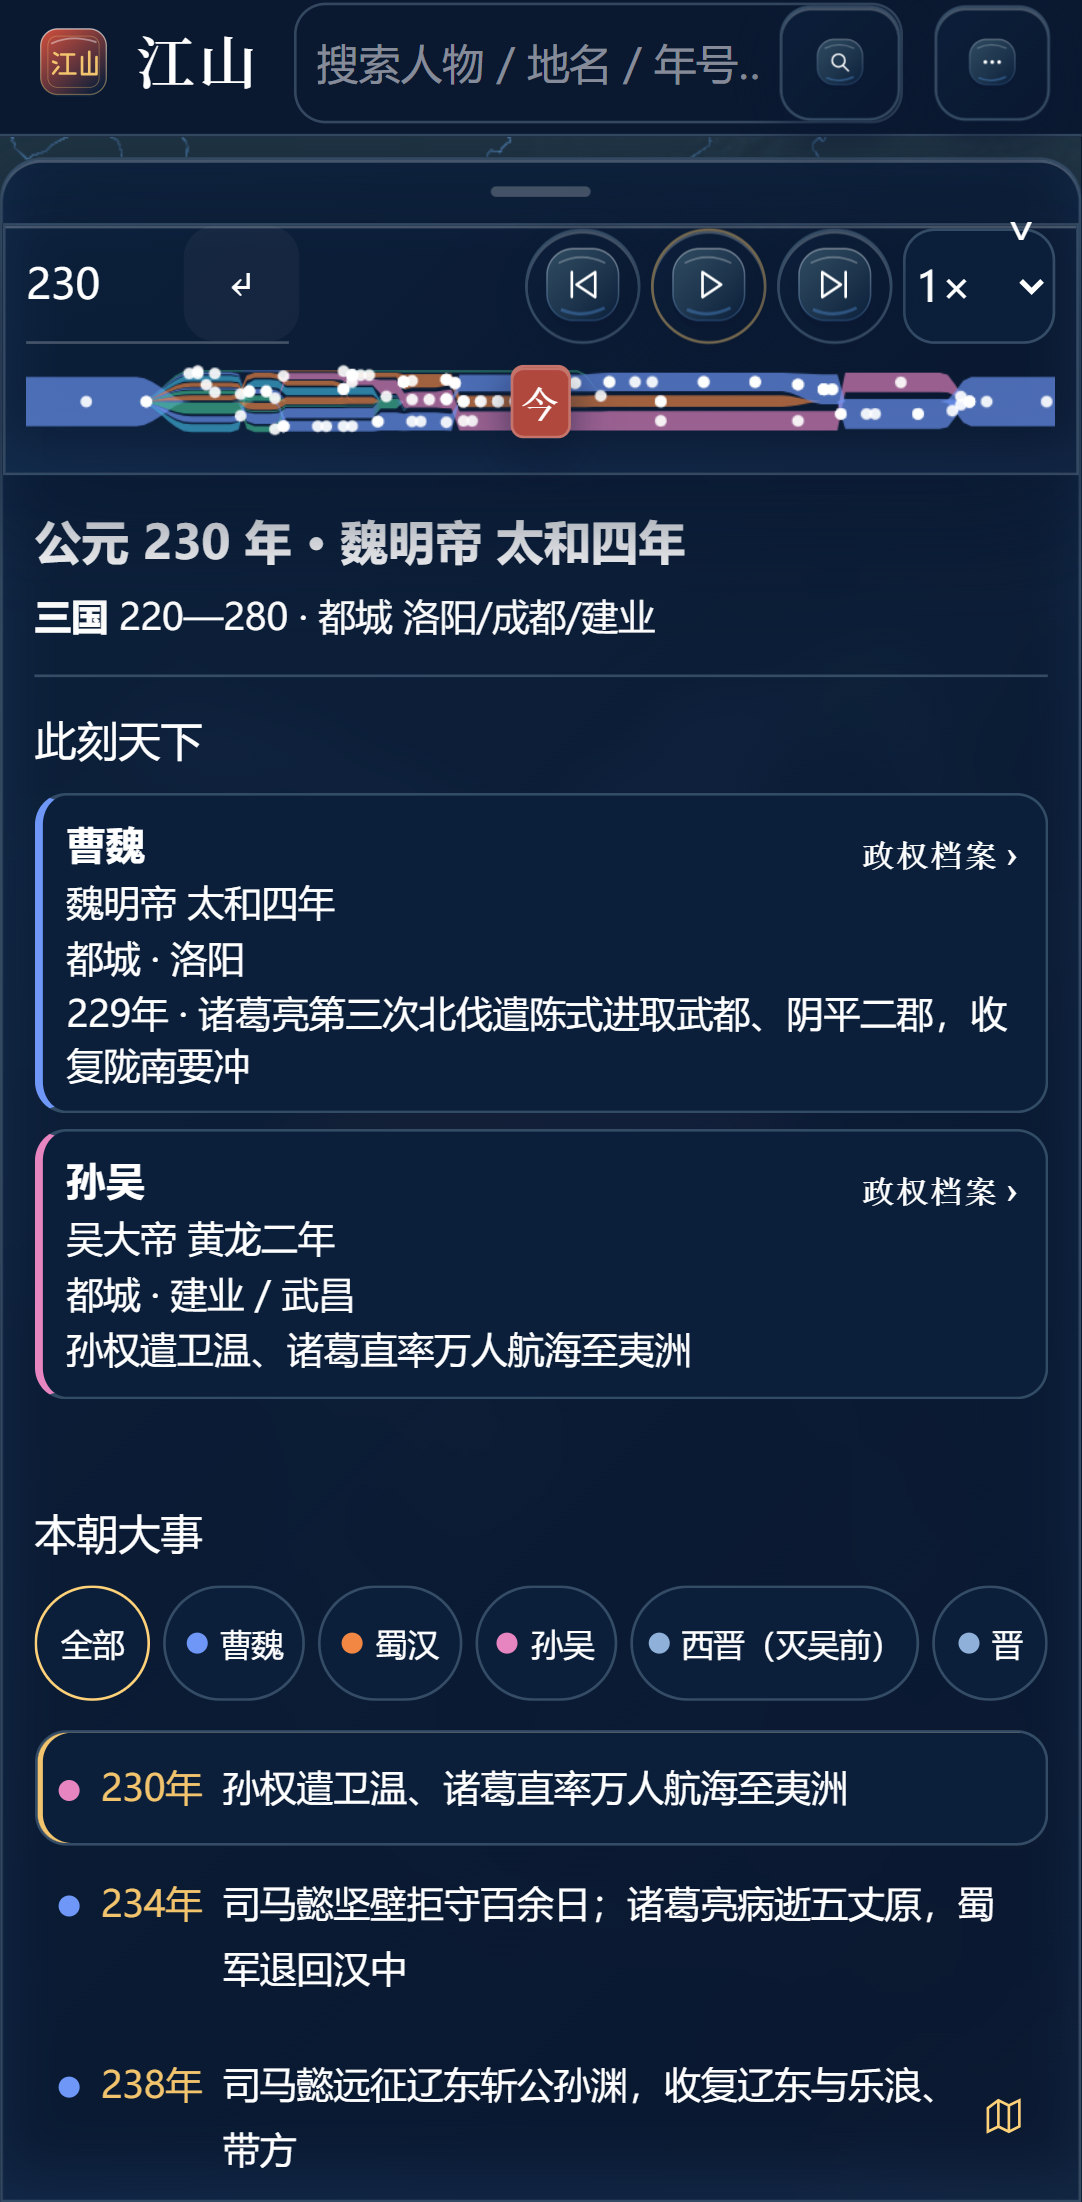 江山 江山 搜索人物 / 地名 / 年号..
230 1×
今
公元 230 年 • 魏明帝 太和四年
三国 220—280 · 都城 洛阳/成都/建业
此刻天下
曹魏 政权档案 ›
魏明帝 太和四年
都城 · 洛阳
229年 · 诸葛亮第三次北伐遣陈式进取武都、阴平二郡，收
复陇南要冲
孙吴 政权档案 ›
吴大帝 黄龙二年
都城 · 建业 / 武昌
孙权遣卫温、诸葛直率万人航海至夷洲
本朝大事
全部 曹魏 蜀汉 孙吴 西晋（灭吴前） 晋
230年 孙权遣卫温、诸葛直率万人航海至夷洲
234年 司马懿坚壁拒守百余日；诸葛亮病逝五丈原，蜀
军退回汉中
238年 司马懿远征辽东斩公孙渊，收复辽东与乐浪、
带方